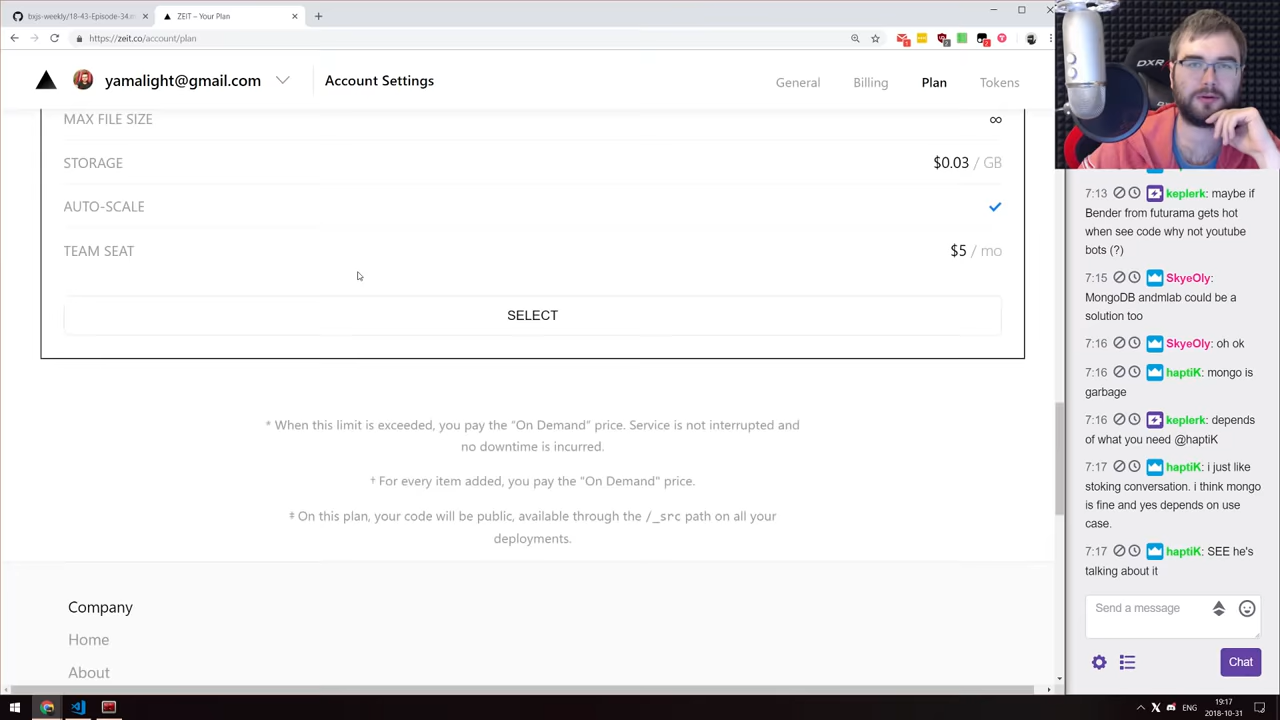 bxjs-weekly/18-43-Episode-34.m
ZEIT – Your Plan
https://zeit.co/account/plan
yamalight@gmail.com
Account Settings
General
Billing
Plan
Tokens
MAX FILE SIZE
∞
STORAGE
$0.03 / GB
AUTO-SCALE
TEAM SEAT
$5 / mo
SELECT
* When this limit is exceeded, you pay the “On Demand” price. Service is not interrupted and
no downtime is incurred.
† For every item added, you pay the "On Demand" price.
‡ On this plan, your code will be public, available through the /_src path on all your
deployments.
Company
Home
About
DXR
7:13 keplerk: maybe if
Bender from futurama gets hot
when see code why not youtube
bots (?)
7:15 SkyeOly:
MongoDB andmlab could be a
solution too
7:16 SkyeOly: oh ok
7:16 haptiK: mongo is
garbage
7:16 keplerk: depends
of what you need @haptiK
7:17 haptiK: i just like
stoking conversation. i think mongo
is fine and yes depends on use
case.
7:17 haptiK: SEE he's
talking about it
Send a message
Chat
ENG
19:17
2018-10-31